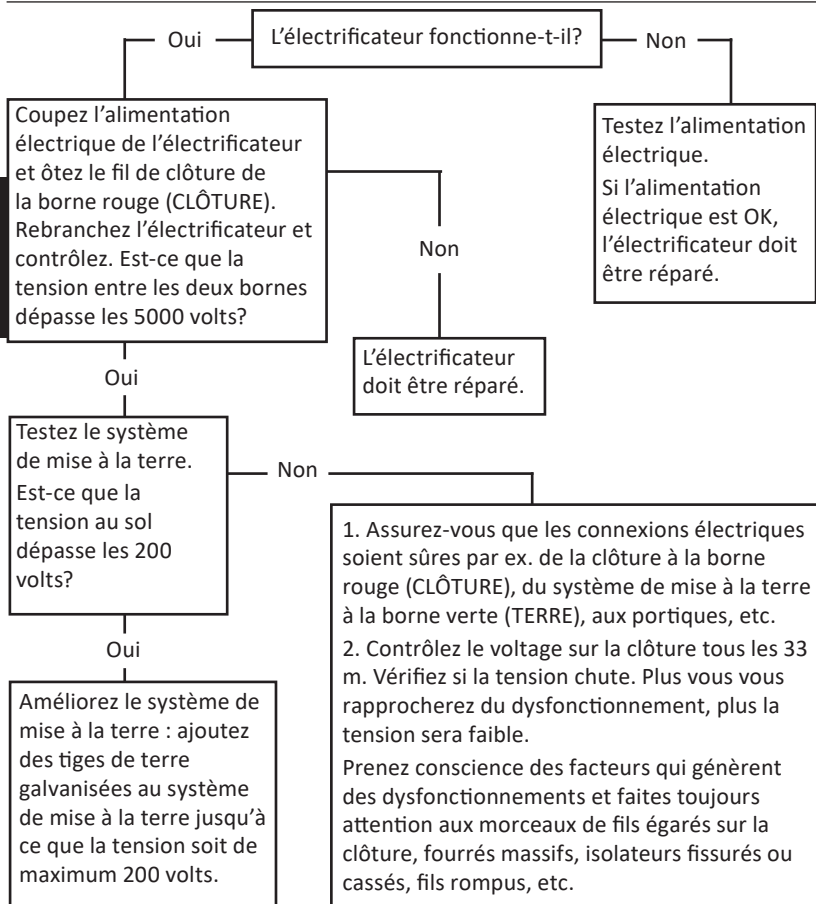 L'électrificateur fonctionne-t-il?
Oui
Non
Coupez l'alimentation
électrique de l'électrificateur
et ôtez le fil de clôture de
la borne rouge (CLÔTURE).
Rebranchez l'électrificateur et
contrôlez. Est-ce que la
tension entre les deux bornes
dépasse les 5000 volts?
Testez l'alimentation
électrique.
Si l'alimentation
électrique est OK,
l'électrificateur doit
être réparé.
Non
L'électrificateur
doit être réparé.
Oui
Testez le système
de mise à la terre.
Est-ce que la
tension au sol
dépasse les 200
volts?
Non
1. Assurez-vous que les connexions électriques
soient sûres par ex. de la clôture à la borne
rouge (CLÔTURE), du système de mise à la terre
à la borne verte (TERRE), aux portiques, etc.
2. Contrôlez le voltage sur la clôture tous les 33
m. Vérifiez si la tension chute. Plus vous vous
rapprocherez du dysfonctionnement, plus la
tension sera faible.
Prenez conscience des facteurs qui génèrent
des dysfonctionnements et faites toujours
attention aux morceaux de fils égarés sur la
clôture, fourrés massifs, isolateurs fissurés ou
cassés, fils rompus, etc.
Oui
Améliorez le système de
mise à la terre : ajoutez
des tiges de terre
galvanisées au système
de mise à la terre jusqu'à
ce que la tension soit de
maximum 200 volts.